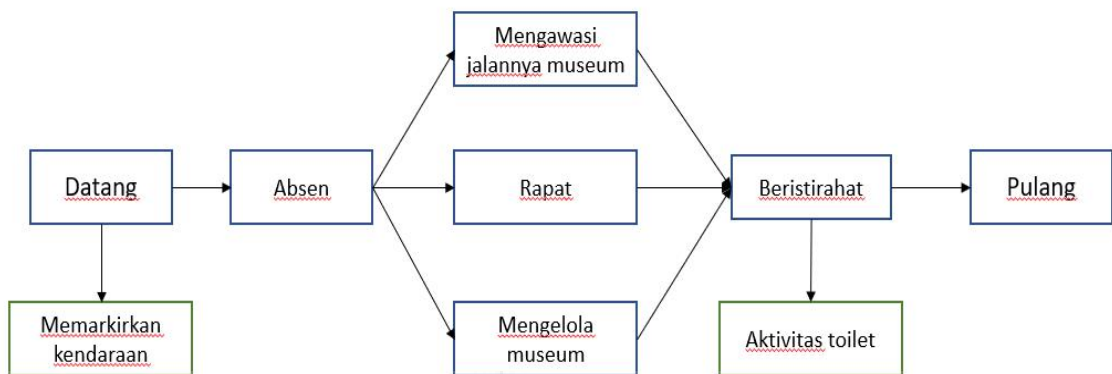 Datang
Memarkirkan
kendaraan
Absen
Mengawasi
jalannya museum
Rapat
Mengelola
museum
Beristirahat
Aktivitas toilet
Pulang